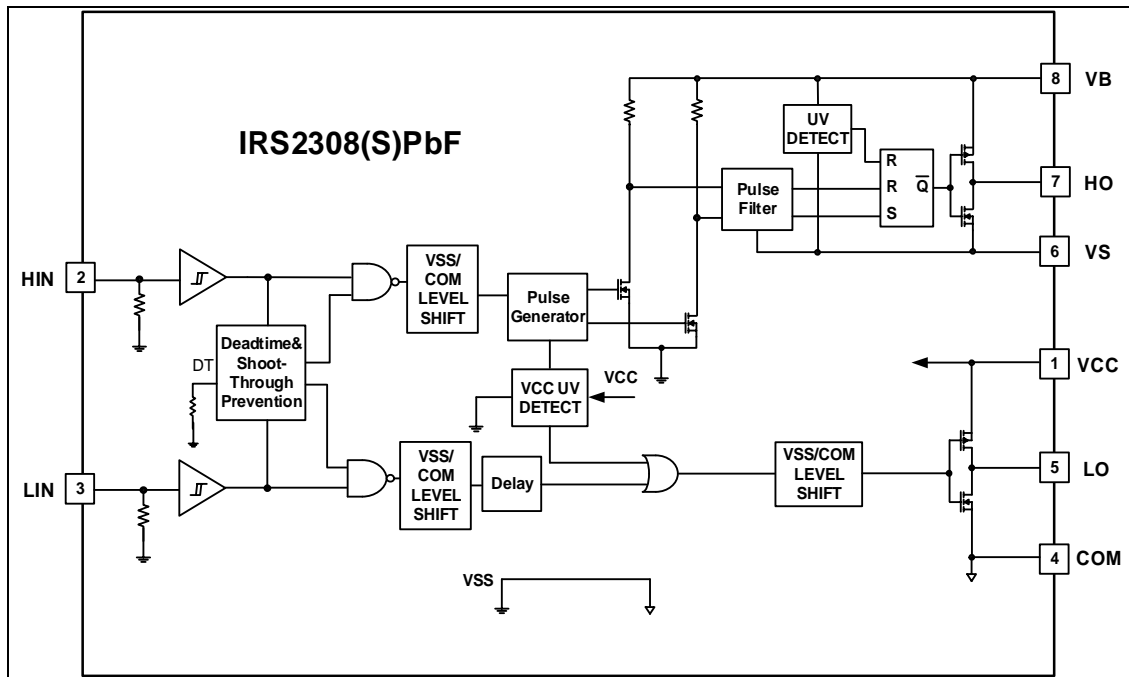 IRS2308(S)PbF
8
VB
UV
DETECT
R
R
S
Q
Pulse
Filter
7
HO
6
VS
HIN
2
VSS/
COM
LEVEL
SHIFT
Pulse
Generator
DT
Deadtime&
Shoot-
Through
Prevention
VCC UV
DETECT
VCC
1
VCC
LIN
3
VSS/
COM
LEVEL
SHIFT
Delay
VSS/COM
LEVEL
SHIFT
5
LO
4
COM
VSS